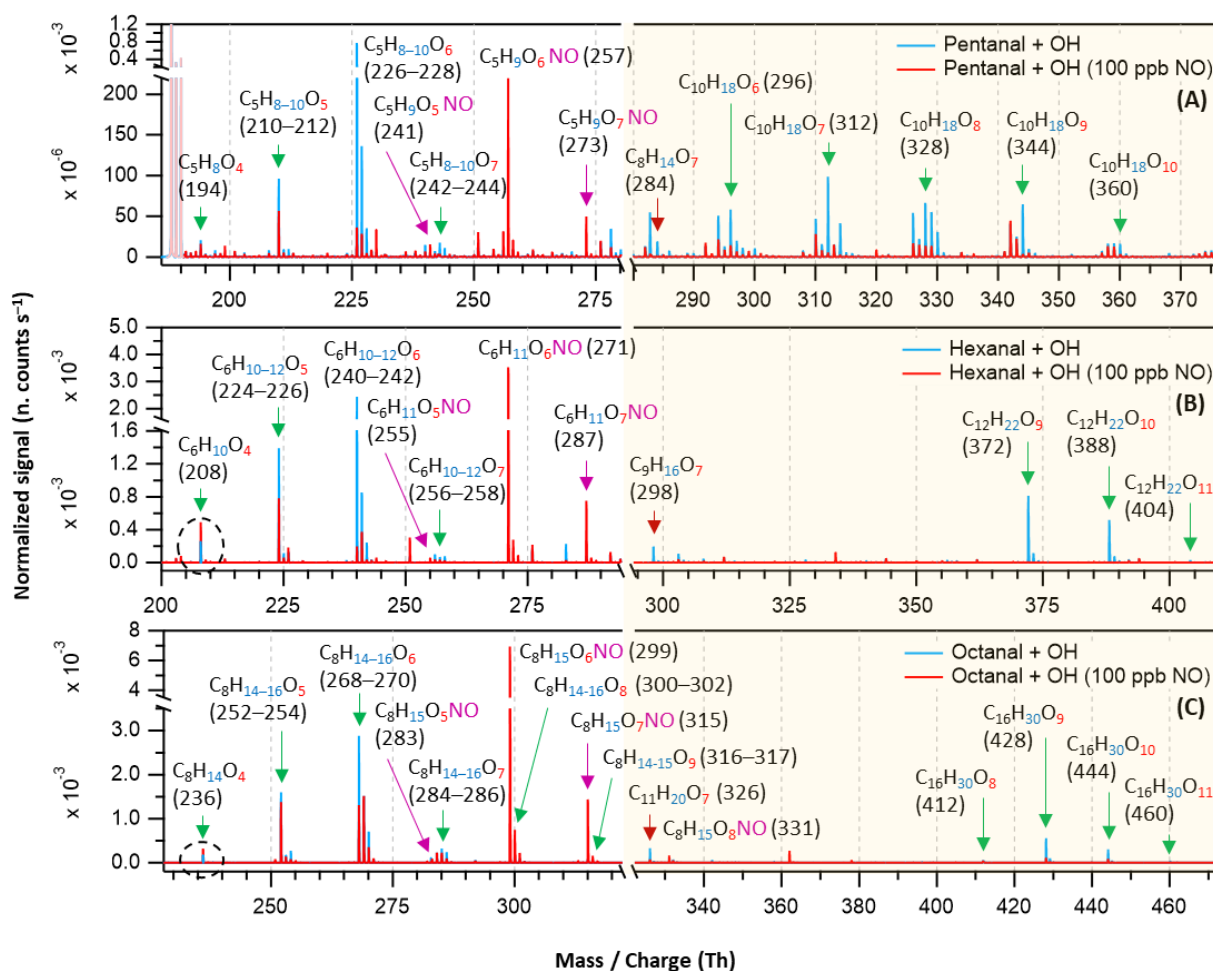 Normalized signal (n. counts s⁻¹)
x 10⁻³
1.2
0.8
0.4
0.0
x 10⁻⁶
200
150
100
50
0
C₅H₈O₄
(194)
C₅H₈₋₁₀O₅
(210–212)
C₅H₈₋₁₀O₆
(226–228)
C₅H₉O₅ NO
(241)
C₅H₈₋₁₀O₇
(242–244)
C₅H₉O₆ NO (257)
C₅H₉O₇ NO
(273)
C₈H₁₄O₇
(284)
C₁₀H₁₈O₆ (296)
C₁₀H₁₈O₇ (312)
C₁₀H₁₈O₈
(328)
C₁₀H₁₈O₉
(344)
C₁₀H₁₈O₁₀
(360)
Pentanal + OH
Pentanal + OH (100 ppb NO)
(A)
200 225 250 275 290 300 310 320 330 340 350 360 370
x 10⁻³
5.0
4.0
3.0
2.0
x 10⁻³
1.6
1.2
0.8
0.4
0.0
C₆H₁₀O₄
(208)
C₆H₁₀₋₁₂O₅
(224–226)
C₆H₁₀₋₁₂O₆
(240–242)
C₆H₁₁O₅NO
(255)
C₆H₁₀₋₁₂O₇
(256–258)
C₆H₁₁O₆NO (271)
C₆H₁₁O₇NO
(287)
C₉H₁₆O₇
(298)
C₁₂H₂₂O₉
(372)
C₁₂H₂₂O₁₀
(388)
C₁₂H₂₂O₁₁
(404)
Hexanal + OH
Hexanal + OH (100 ppb NO)
(B)
200 225 250 275 300 325 350 375 400
x 10⁻³
8
6
4
x 10⁻³
3.0
2.0
1.0
0.0
C₈H₁₄O₄
(236)
C₈H₁₄₋₁₆O₅
(252–254)
C₈H₁₄₋₁₆O₆
(268–270)
C₈H₁₅O₅NO
(283)
C₈H₁₄₋₁₆O₇
(284–286)
C₈H₁₅O₆NO (299)
C₈H₁₄₋₁₆O₈ (300–302)
C₈H₁₅O₇NO (315)
C₈H₁₄₋₁₅O₉ (316–317)
C₁₁H₂₀O₇ (326)
C₈H₁₅O₈NO (331)
C₁₆H₃₀O₈
(412)
C₁₆H₃₀O₉
(428)
C₁₆H₃₀O₁₀
(444)
C₁₆H₃₀O₁₁
(460)
Octanal + OH
Octanal + OH (100 ppb NO)
(C)
250 275 300 340 360 380 400 420 440 460
Mass / Charge (Th)